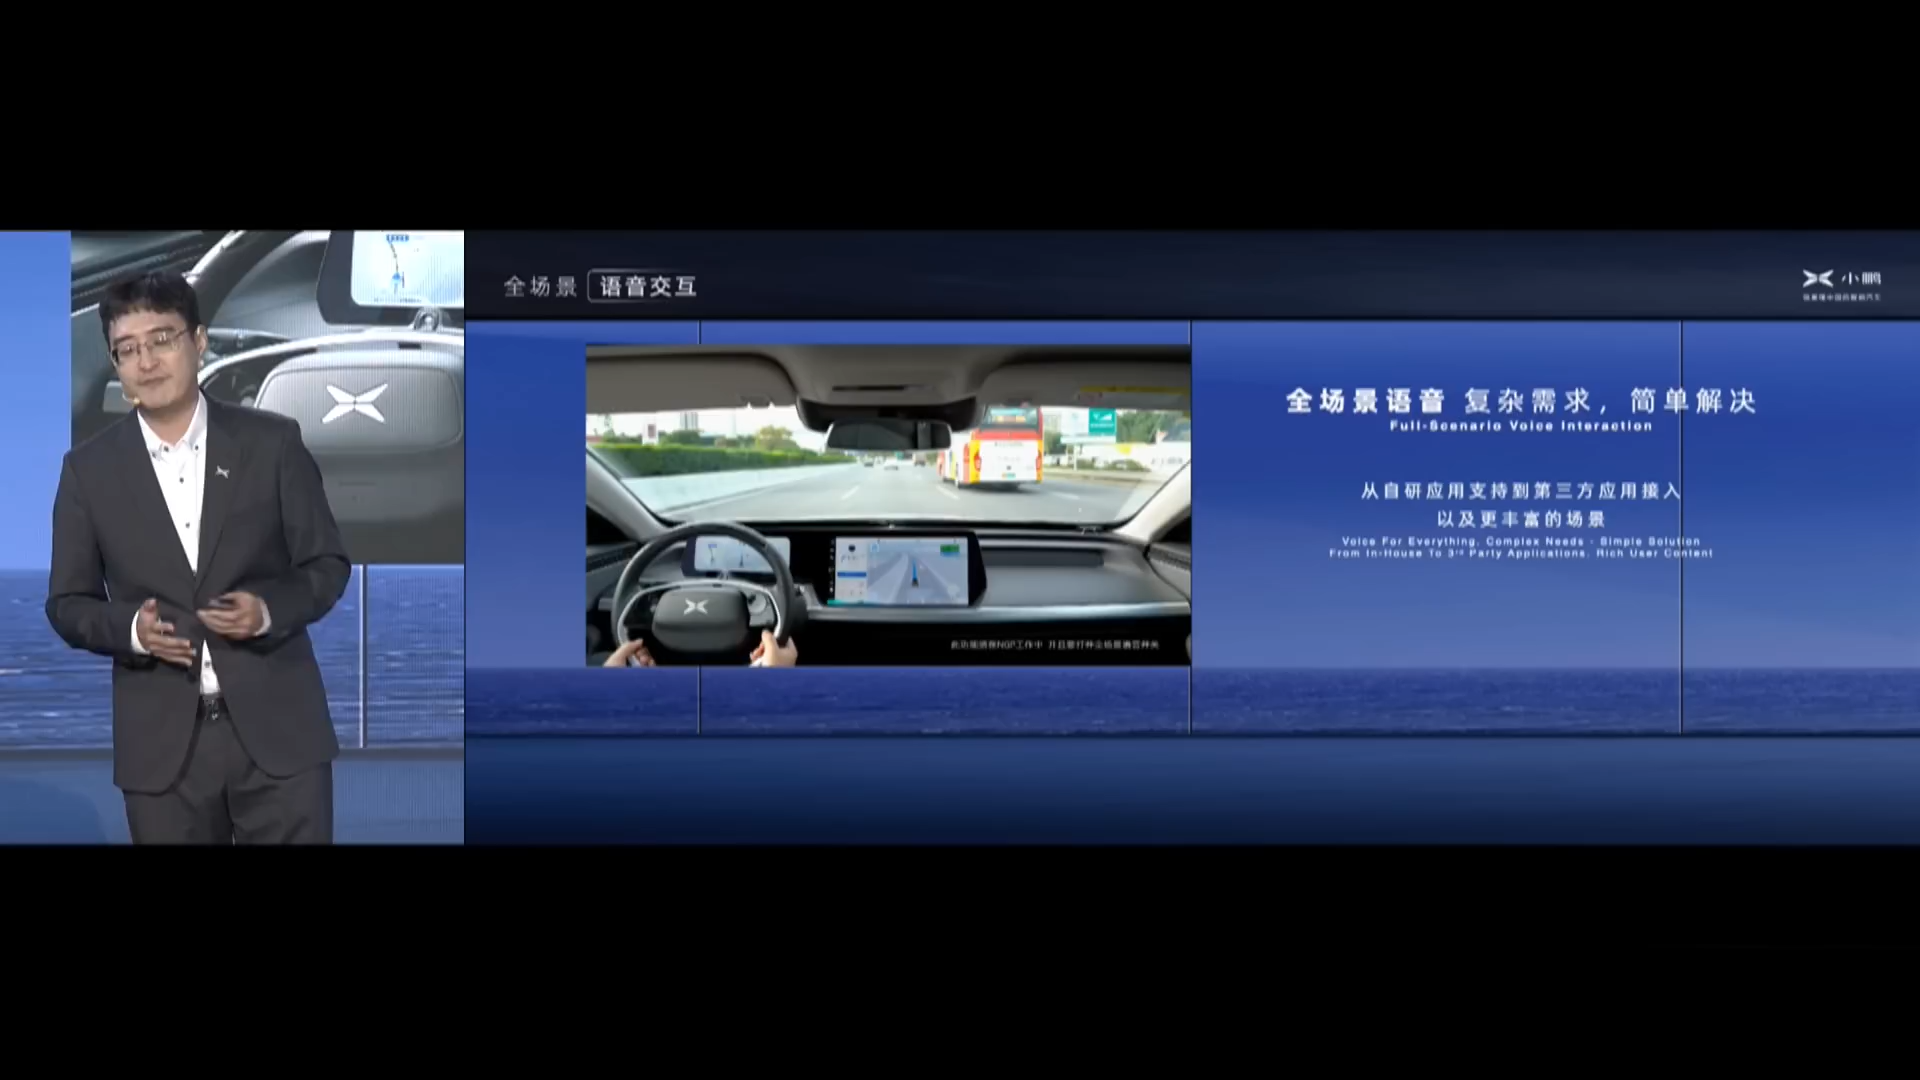 全场景 语音交互
小鹏
全场景语音 复杂需求，简单解决
Full-Scenario Voice Interaction
从自研应用支持到第三方应用接入
以及更丰富的场景
Voice For Everything. Complex Needs - Simple Solution
From In-House To 3rd Party Applications. Rich User Content